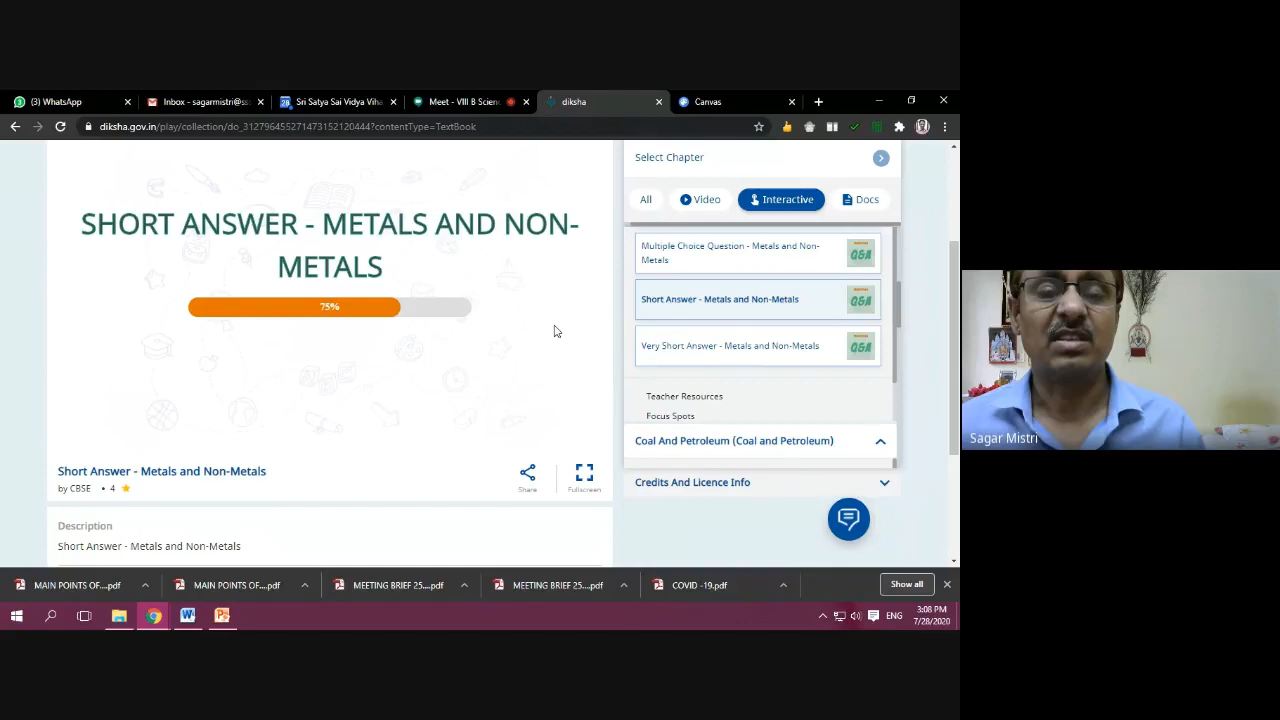 (3) WhatsApp
Inbox - sagarmistri@ss
Sri Satya Sai Vidya Viha
Meet - VIII B Scienc
diksha
Canvas
diksha.gov.in/play/collection/do_312796455271473152120444?contentType=TextBook
SHORT ANSWER - METALS AND NON-
METALS
75%
Short Answer - Metals and Non-Metals
by CBSE • 4
Share
Fullscreen
Description
Short Answer - Metals and Non-Metals
Select Chapter
All
Video
Interactive
Docs
Multiple Choice Question - Metals and Non-
Metals
Q&A
Short Answer - Metals and Non-Metals
Q&A
Very Short Answer - Metals and Non-Metals
Q&A
Teacher Resources
Focus Spots
Coal And Petroleum (Coal and Petroleum)
Credits And Licence Info
Sagar Mistri
MAIN POINTS OF....pdf
MAIN POINTS OF....pdf
MEETING BRIEF 25....pdf
MEETING BRIEF 25....pdf
COVID -19.pdf
Show all
ENG
3:08 PM
7/28/2020